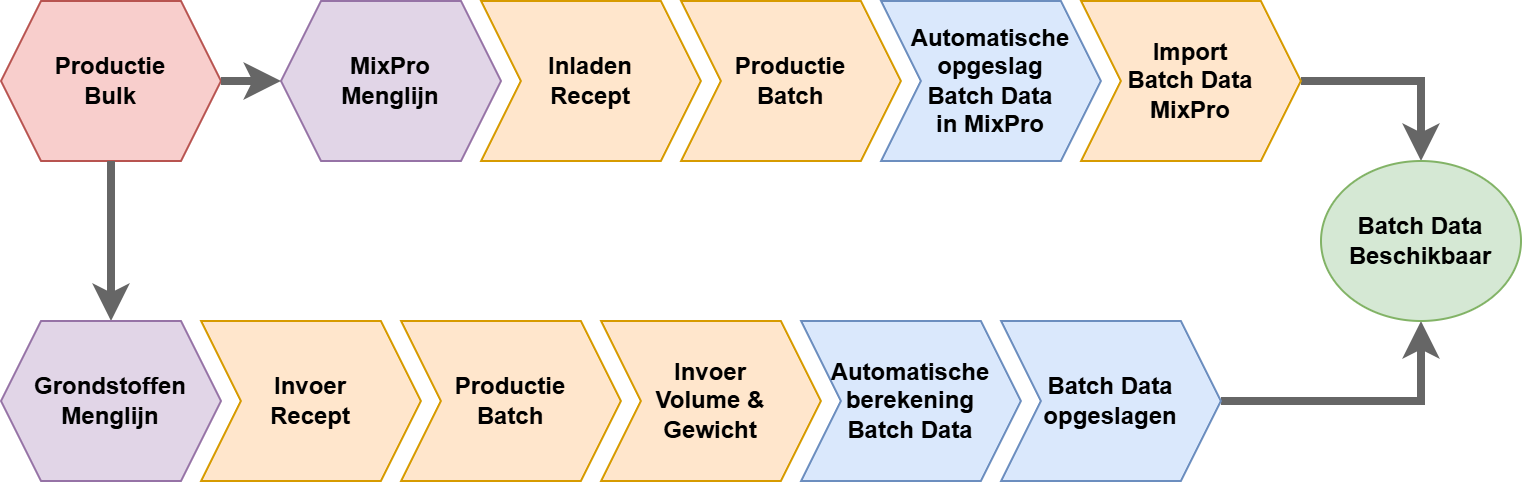 Productie
Bulk
MixPro
Menglijn
Inladen
Recept
Productie
Batch
Automatische
opgeslag
Batch Data
in MixPro
Import
Batch Data
MixPro
Batch Data
Beschikbaar
Grondstoffen
Menglijn
Invoer
Recept
Productie
Batch
Invoer
Volume &
Gewicht
Automatische
berekening
Batch Data
Batch Data
opgeslagen